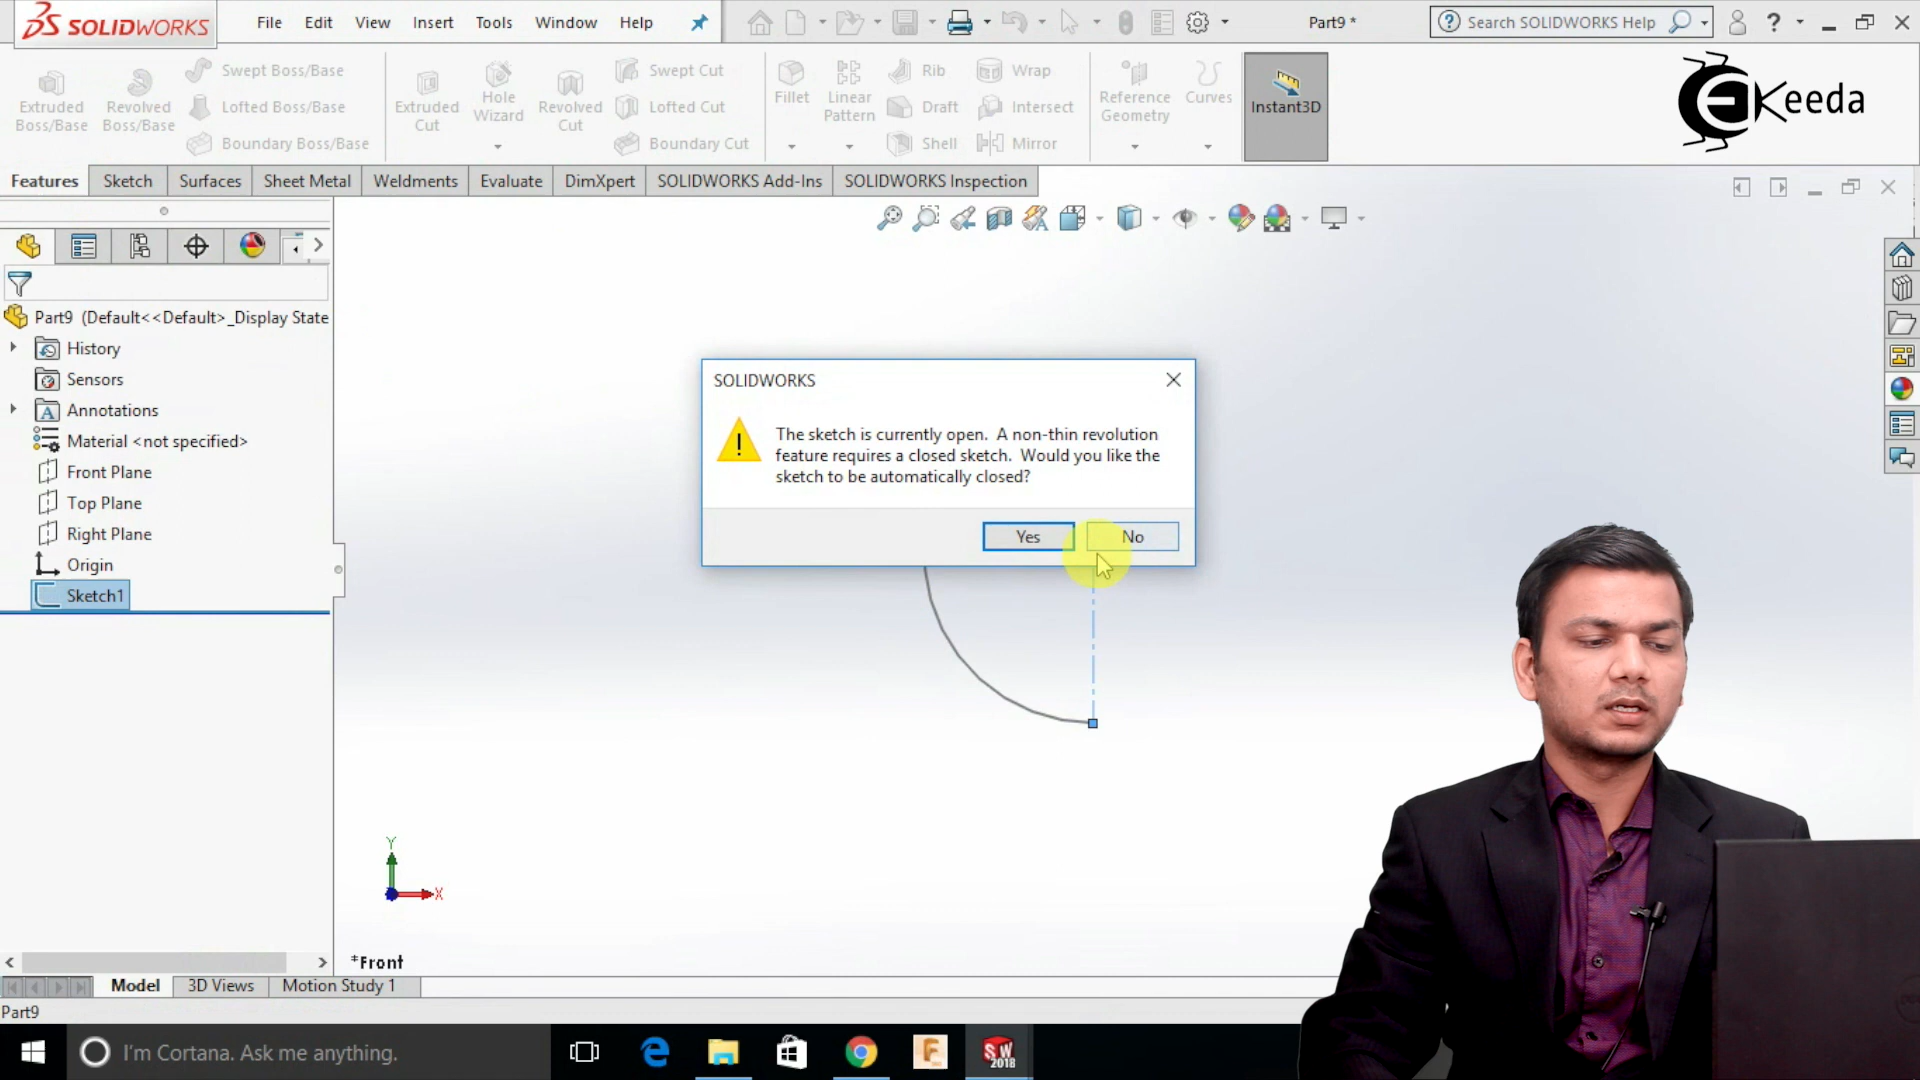 SOLIDWORKS
File Edit View Insert Tools Window Help
Part9 *
Search SOLIDWORKS Help
?
Extruded Boss/Base
Revolved Boss/Base
Swept Boss/Base
Lofted Boss/Base
Boundary Boss/Base
Extruded Cut
Hole Wizard
Revolved Cut
Swept Cut
Lofted Cut
Boundary Cut
Fillet
Linear Pattern
Rib
Draft
Shell
Wrap
Intersect
Mirror
Reference Geometry
Curves
Instant3D
EKeeda
Features Sketch Surfaces Sheet Metal Weldments Evaluate DimXpert SOLIDWORKS Add-Ins SOLIDWORKS Inspection
Part9 (Default<<Default>_Display State
History
Sensors
A Annotations
Material <not specified>
Front Plane
Top Plane
Right Plane
Origin
Sketch1
SOLIDWORKS
The sketch is currently open. A non-thin revolution
feature requires a closed sketch. Would you like the
sketch to be automatically closed?
Yes No
Y
X
*Front
Model 3D Views Motion Study 1
Part9
I'm Cortana. Ask me anything.
SW 2018